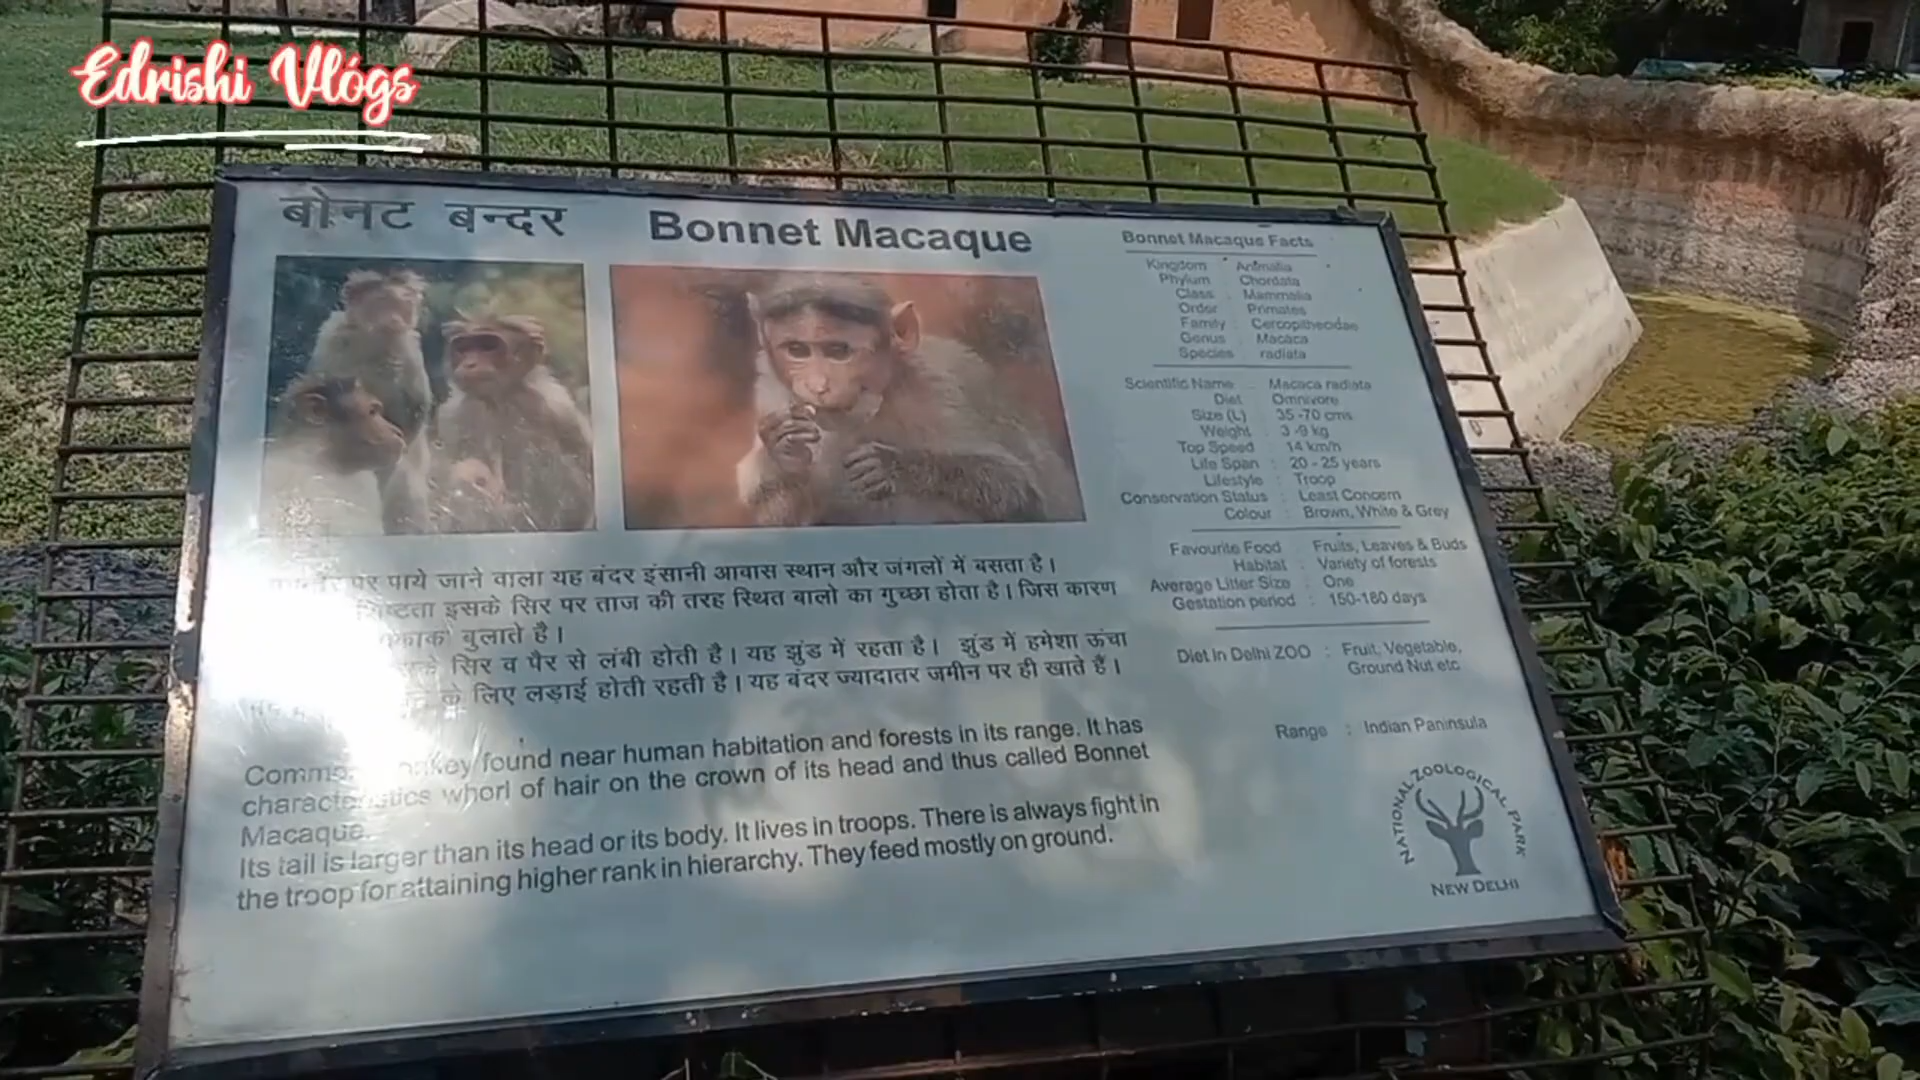 Edrishi Vlogs
बोनट बन्दर Bonnet Macaque
पर पाये जाने वाला यह बंदर इंसानी आवास स्थान और जंगलों में बसता है।
इसके सिर पर ताज की तरह स्थित बालो का गुच्छा होता है। जिस कारण
बुलाते है।
सिर व पैर से लंबी होती है। यह झुंड में रहता है। झुंड में हमेशा ऊंचा
के लिए लड़ाई होती रहती है। यह बंदर ज्यादातर जमीन पर ही खाते हैं।
found near human habitation and forests in its range. It has
characteristics whorl of hair on the crown of its head and thus called Bonnet
Macaque.
Its tail is larger than its head or its body. It lives in troops. There is always fight in
the troop for attaining higher rank in hierarchy. They feed mostly on ground.
Bonnet Macaque Facts
Kingdom : Animalia
Phylum : Chordata
Class : Mammalia
Order : Primates
Family : Cercopithecidae
Genus : Macaca
Species : radiata
Scientific Name : Macaca radiata
Diet : Omnivore
Size (L) : 35-70 cms
Weight : 3-9 kg
Top Speed : 14 km/h
Life Span : 20 - 25 years
Lifestyle : Troop
Conservation Status : Least Concern
Colour : Brown, White & Grey
Favourite Food : Fruits, Leaves & Buds
Habitat : Variety of forests
Average Litter Size : One
Gestation period : 150-180 days
Diet in Delhi ZOO : Fruit, Vegetable,
Ground Nut etc
Range : Indian Paninsula
NATIONAL ZOOLOGICAL PARK
NEW DELHI